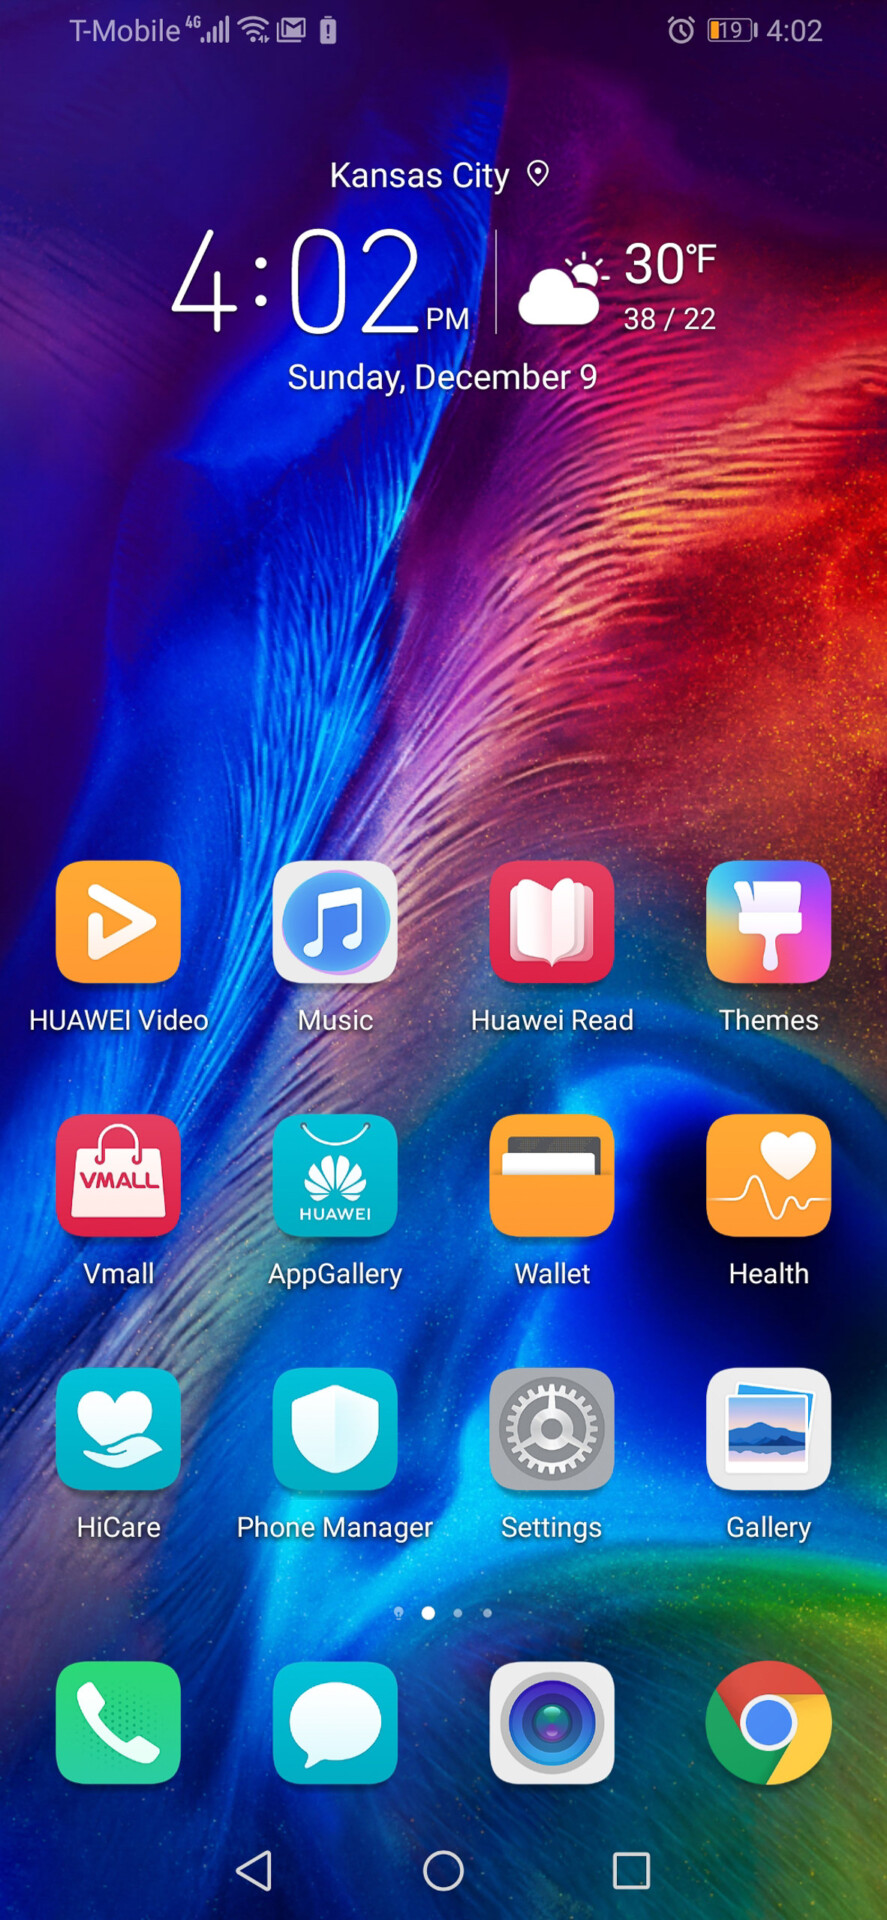 T-Mobile 4G 19 4:02
Kansas City
4:02 PM 30°F
38 / 22
Sunday, December 9
HUAWEI Video Music Huawei Read Themes
VMALL HUAWEI
Vmall AppGallery Wallet Health
HiCare Phone Manager Settings Gallery